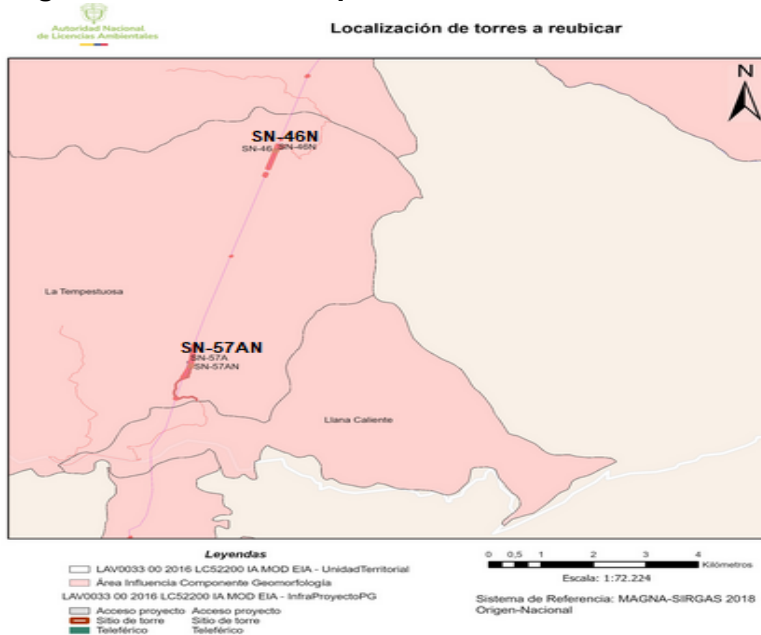 Autoridad Nacional
de Licencias Ambientales
Localización de torres a reubicar
N
SN-46N
SN-46 SN-46N
La Tempestuosa
SN-57AN
SN-57A
SN-57AN
Llana Caliente
Leyendas
LAV0033 00 2016 LC52200 IA MOD EIA - UnidadTerritorial
Área Influencia Componente Geomorfología
LAV0033 00 2016 LC52200 IA MOD EIA - InfraProyectoPG
Acceso proyecto Acceso proyecto
Sitio de torre Sitio de torre
Teleférico Teleférico
0 0,5 1 2 3 4
Kilómetros
Escala: 1:72.224
Sistema de Referencia: MAGNA-SIRGAS 2018
Origen-Nacional